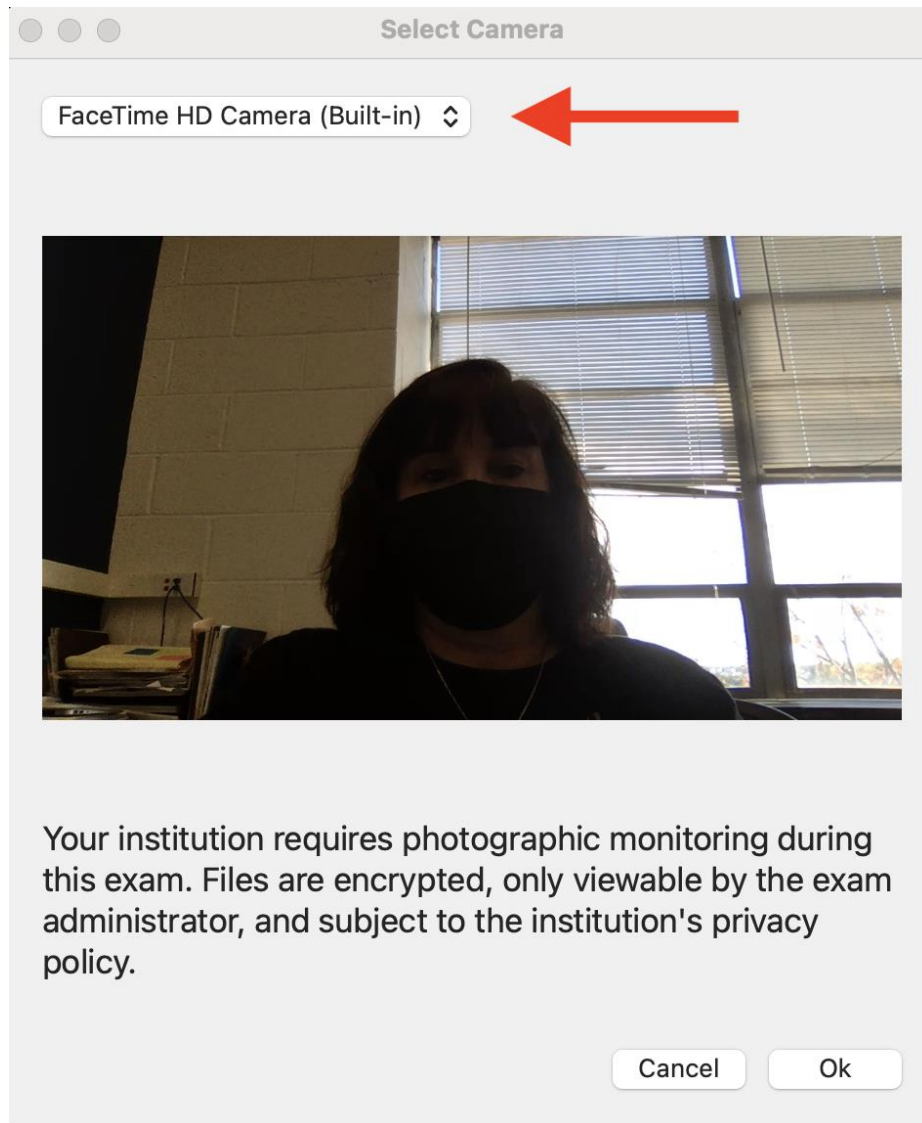 Select Camera
FaceTime HD Camera (Built-in)
Your institution requires photographic monitoring during
this exam. Files are encrypted, only viewable by the exam
administrator, and subject to the institution's privacy
policy.
Cancel Ok